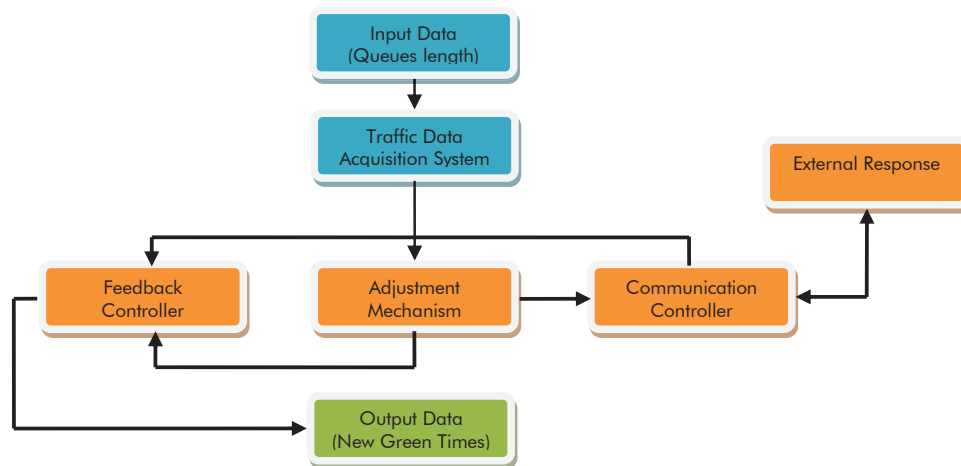 Input Data
(Queues length)
Traffic Data
Acquisition System
External Response
Feedback
Controller
Adjustment
Mechanism
Communication
Controller
Output Data
(New Green Times)